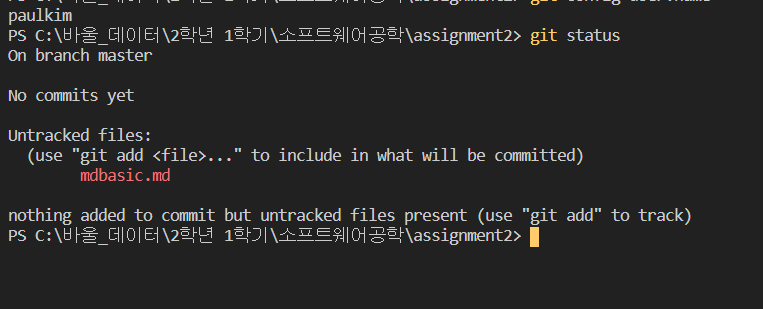 paulkim
PS C:\바울_데이터\2학년 1학기\소프트웨어공학\assignment2> git status
On branch master
No commits yet
Untracked files:
  (use "git add <file>..." to include in what will be committed)
        mdbasic.md
nothing added to commit but untracked files present (use "git add" to track)
PS C:\바울_데이터\2학년 1학기\소프트웨어공학\assignment2>